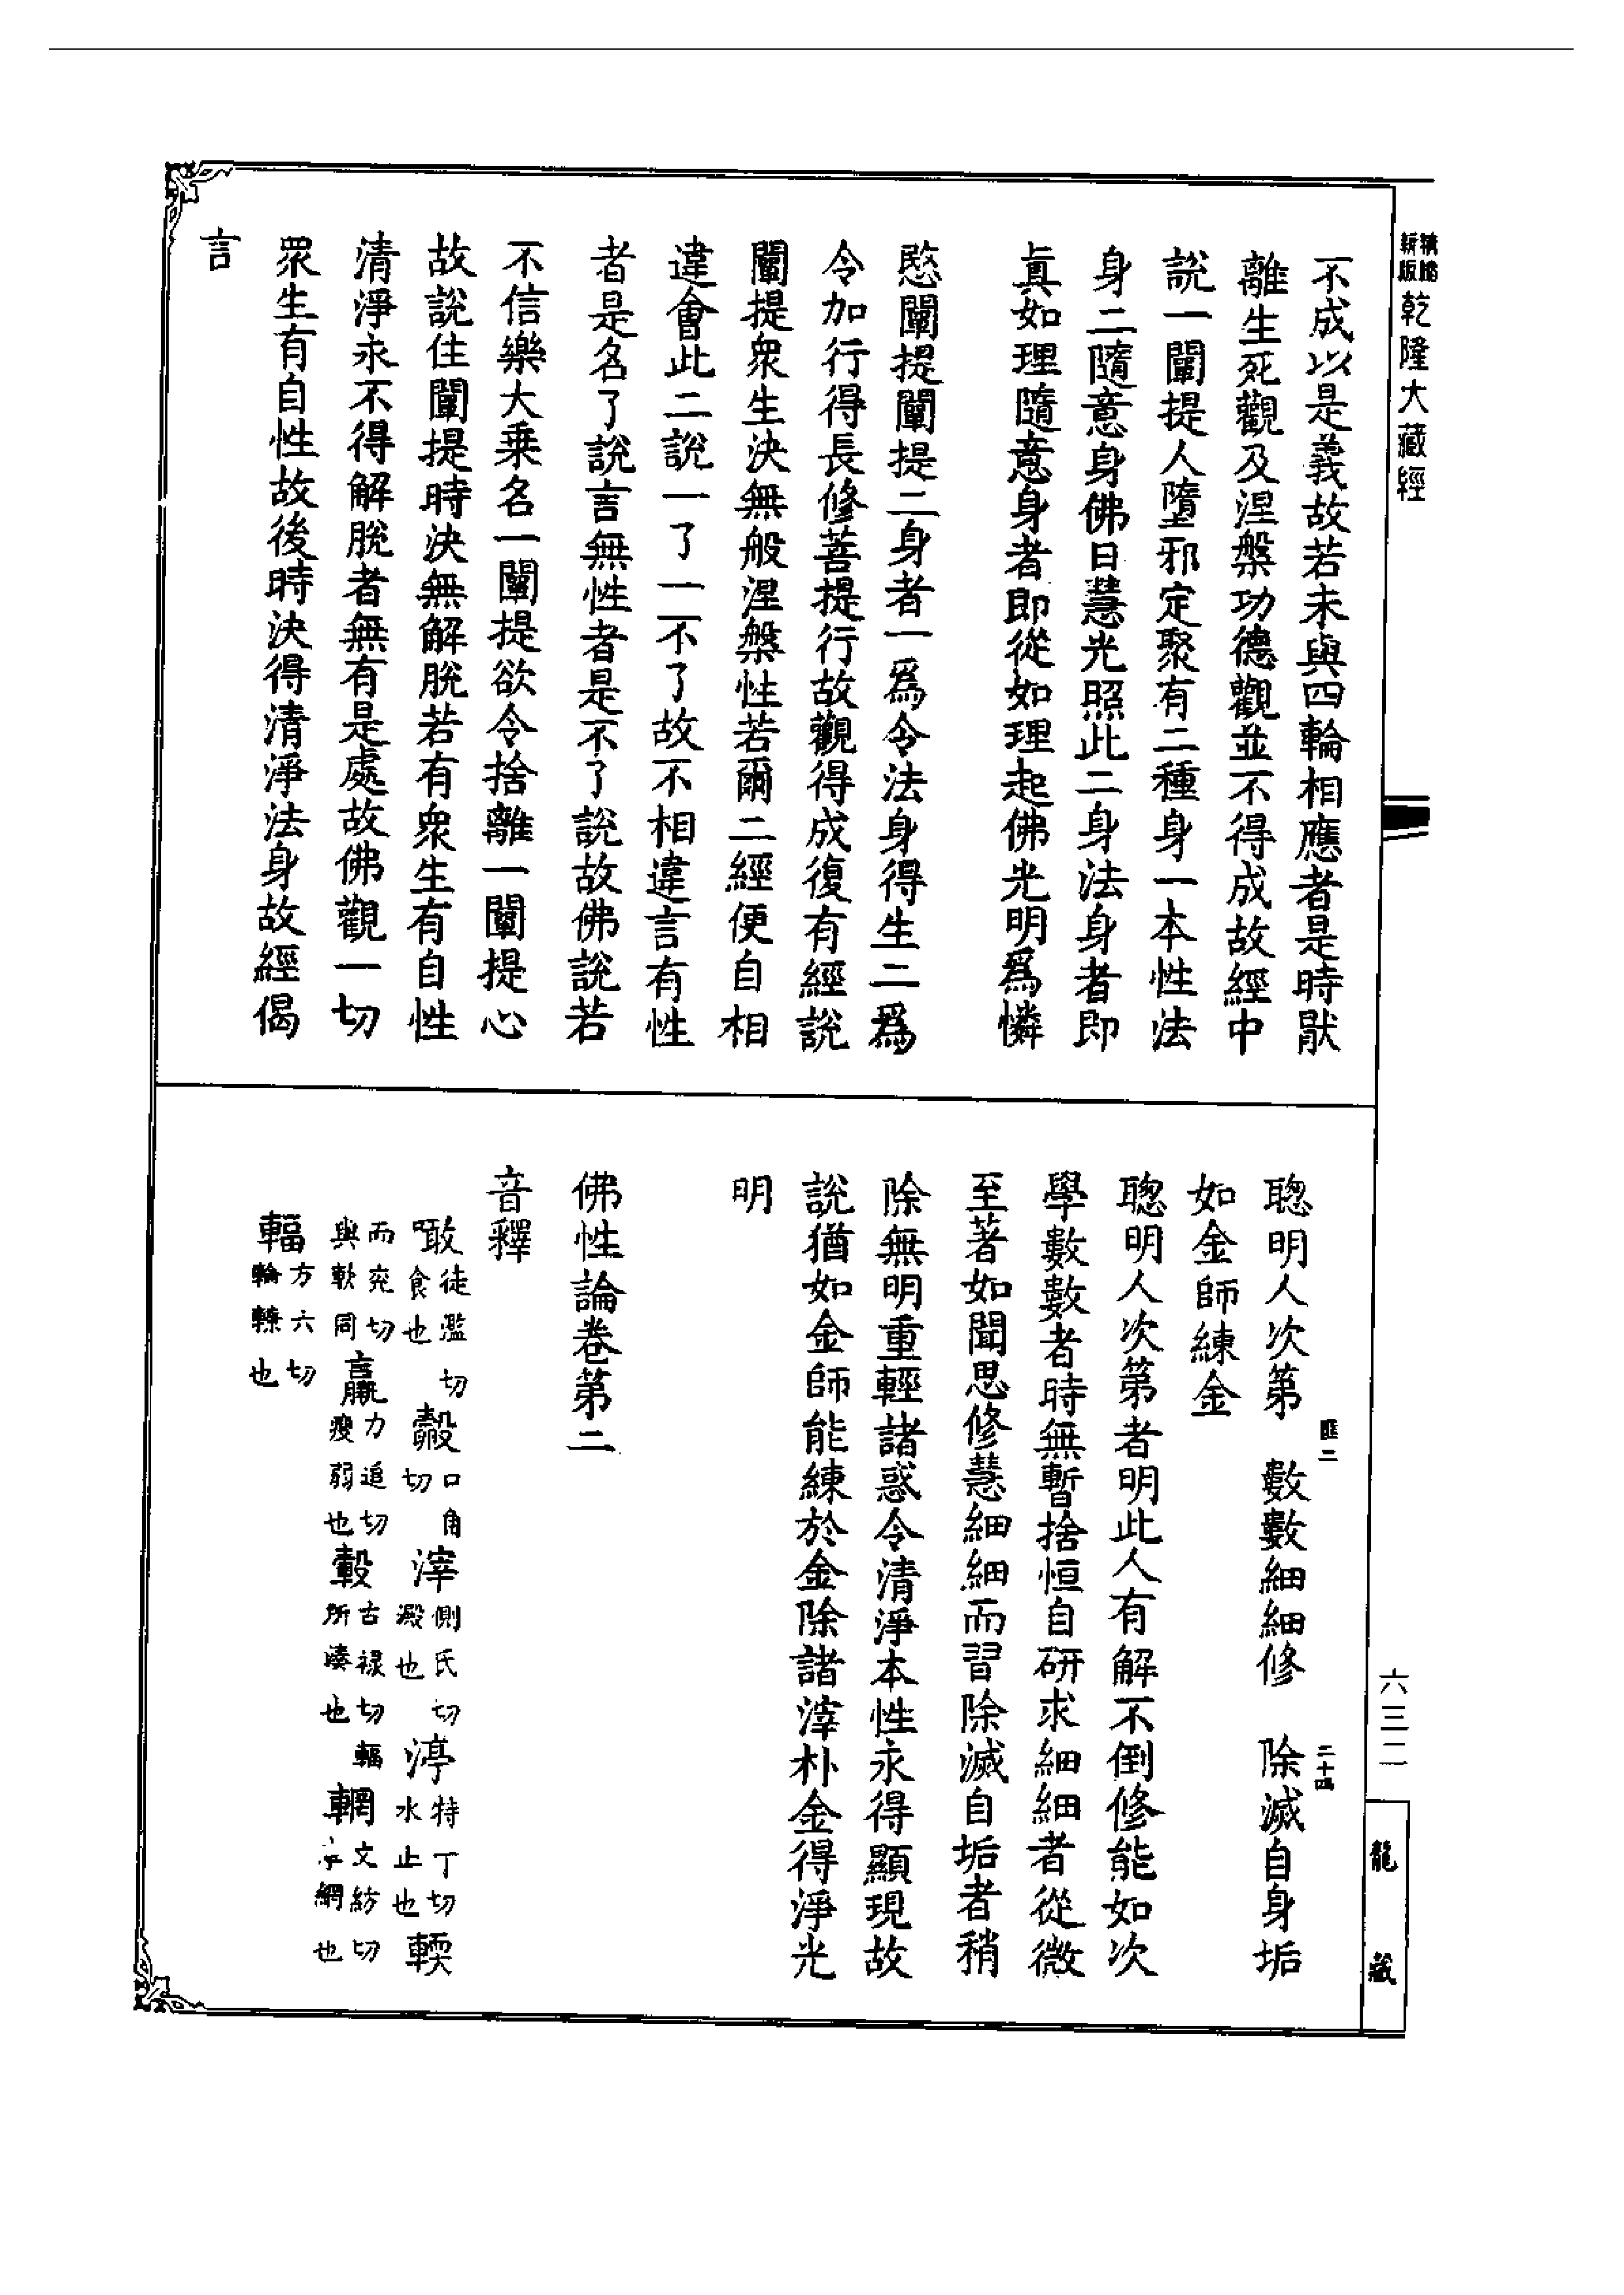 精繕新版乾隆大藏經
不成以是義故若未與四輪相應者是時猒
離生死觀及涅槃功德觀並不得成故經中
說一闡提人墮邪定聚有二種身一本性法
身二隨意身佛日慧光照此二身法身者即
眞如理隨意身者即從如理起佛光明爲憐
愍闡提闡提二身者一爲令法身得生二爲
令加行得長修菩提行故觀得成復有經說
闡提衆生決無般涅槃性若爾二經便自相
違會此二說一了一不了故不相違言有性
者是名了說言無性者是不了說故佛說若
不信樂大乗名一闡提欲令捨離一闡提心
故說住闡提時決無解脫若有衆生有自性
清淨永不得解脫者無有是處故佛觀一切
衆生有自性故後時決得清淨法身故經偈
言
聰明人次第　數數細細修　除滅自身垢
如金師練金
聰明人次第者明此人有解不倒修能如次
學數數者時無暫捨恒自研求細細者從微
至著如聞思修慧細細而習除滅自垢者稍
除無明重輕諸惑令清淨本性永得顯現故
說猶如金師能練於金除諸滓朴金得淨光
明
佛性論卷第二
音釋
噉徒濫切食也　㲉口角切　滓側氏切澱也　渟特丁切水止也　輭
而兖切與軟同　羸力追切瘦弱也　轂古祿切輻所湊也　輞文紡切車網也
輻方六切輪轑也
匪二
二十四
六三二
龍藏